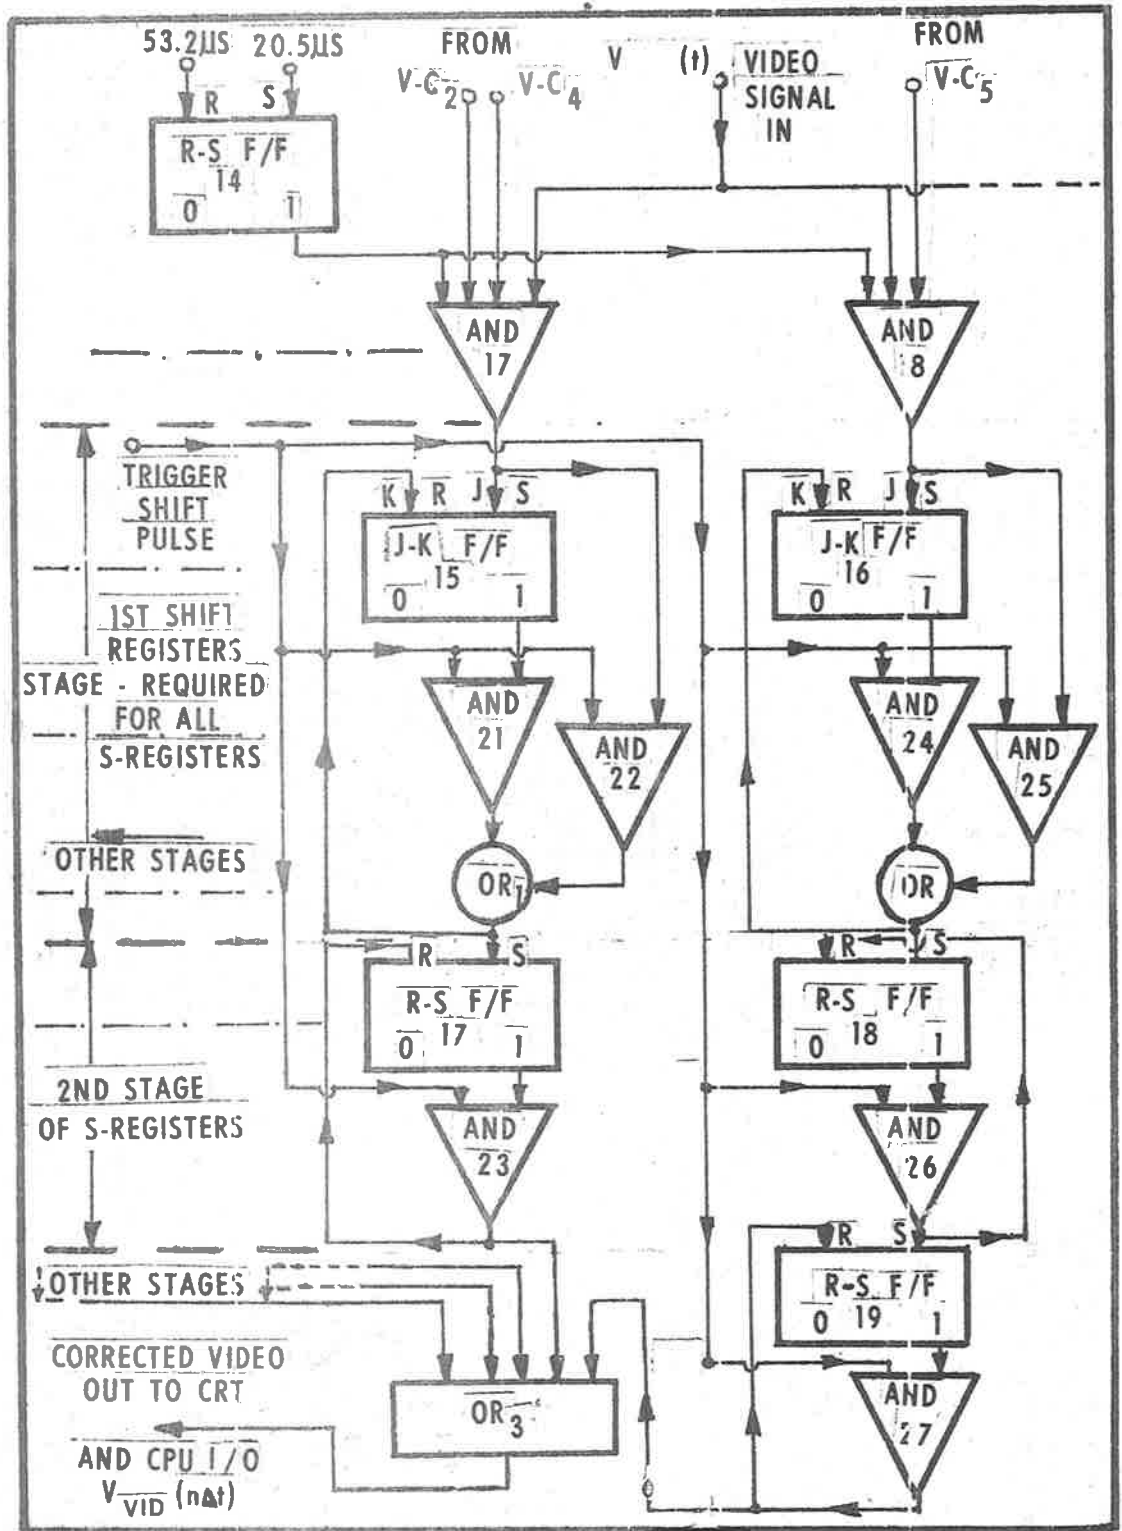 53.2µS 20.5µS
FROM
V-C2 V-C4
V (t)
VIDEO
SIGNAL
IN
FROM
V-C5
R S
R-S F/F
14
0 1
AND
17
AND
18
TRIGGER
SHIFT
PULSE
K R J S
J-K F/F
15
0 1
K R J S
J-K F/F
16
0 1
1ST SHIFT
REGISTERS
STAGE - REQUIRED
FOR ALL
S-REGISTERS
AND
21
AND
22
AND
24
AND
25
OTHER STAGES
OR1
OR
R S
R-S F/F
17
0 1
R S
R-S F/F
18
0 1
2ND STAGE
OF S-REGISTERS
AND
23
AND
26
OTHER STAGES
R S
R-S F/F
19
0 1
CORRECTED VIDEO
OUT TO CRT
AND CPU I/O
VVID (nΔt)
OR3
AND
27